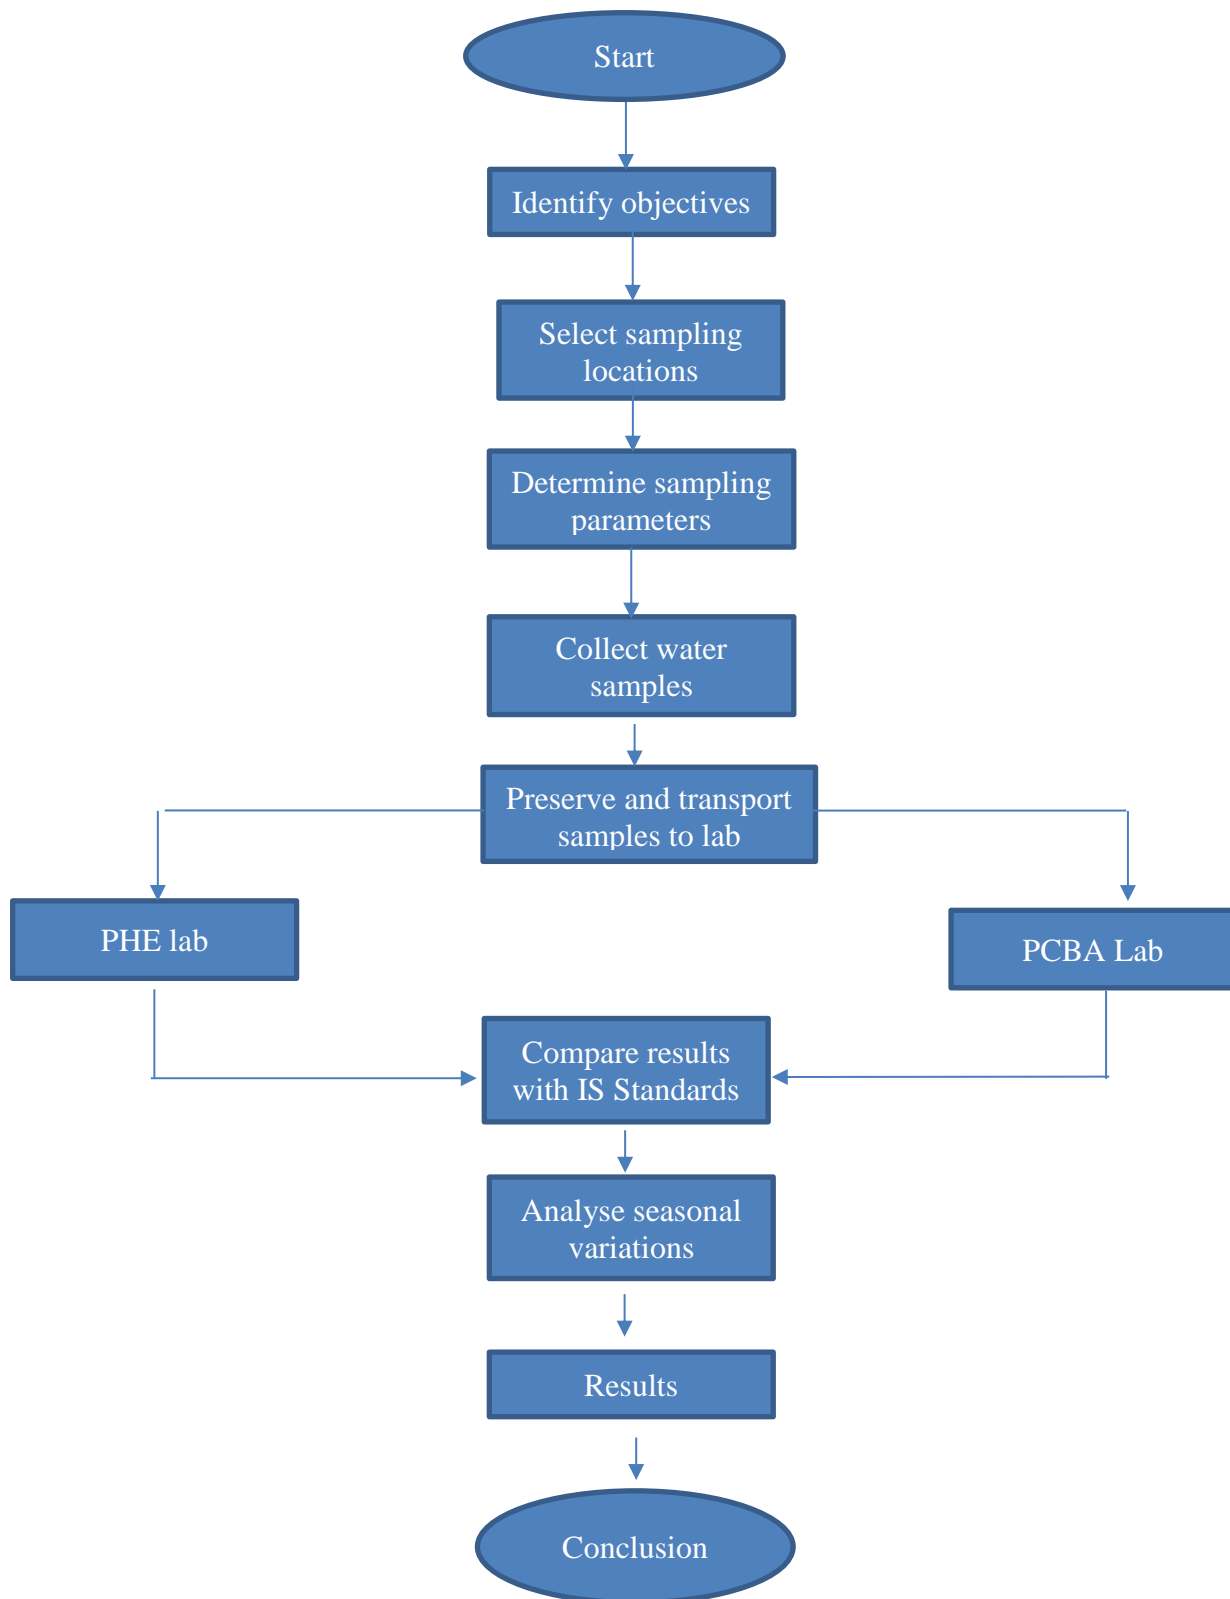 Start
Identify objectives
Select sampling
locations
Determine sampling
parameters
Collect water
samples
Preserve and transport
samples to lab
PHE lab
PCBA Lab
Compare results
with IS Standards
Analyse seasonal
variations
Results
Conclusion